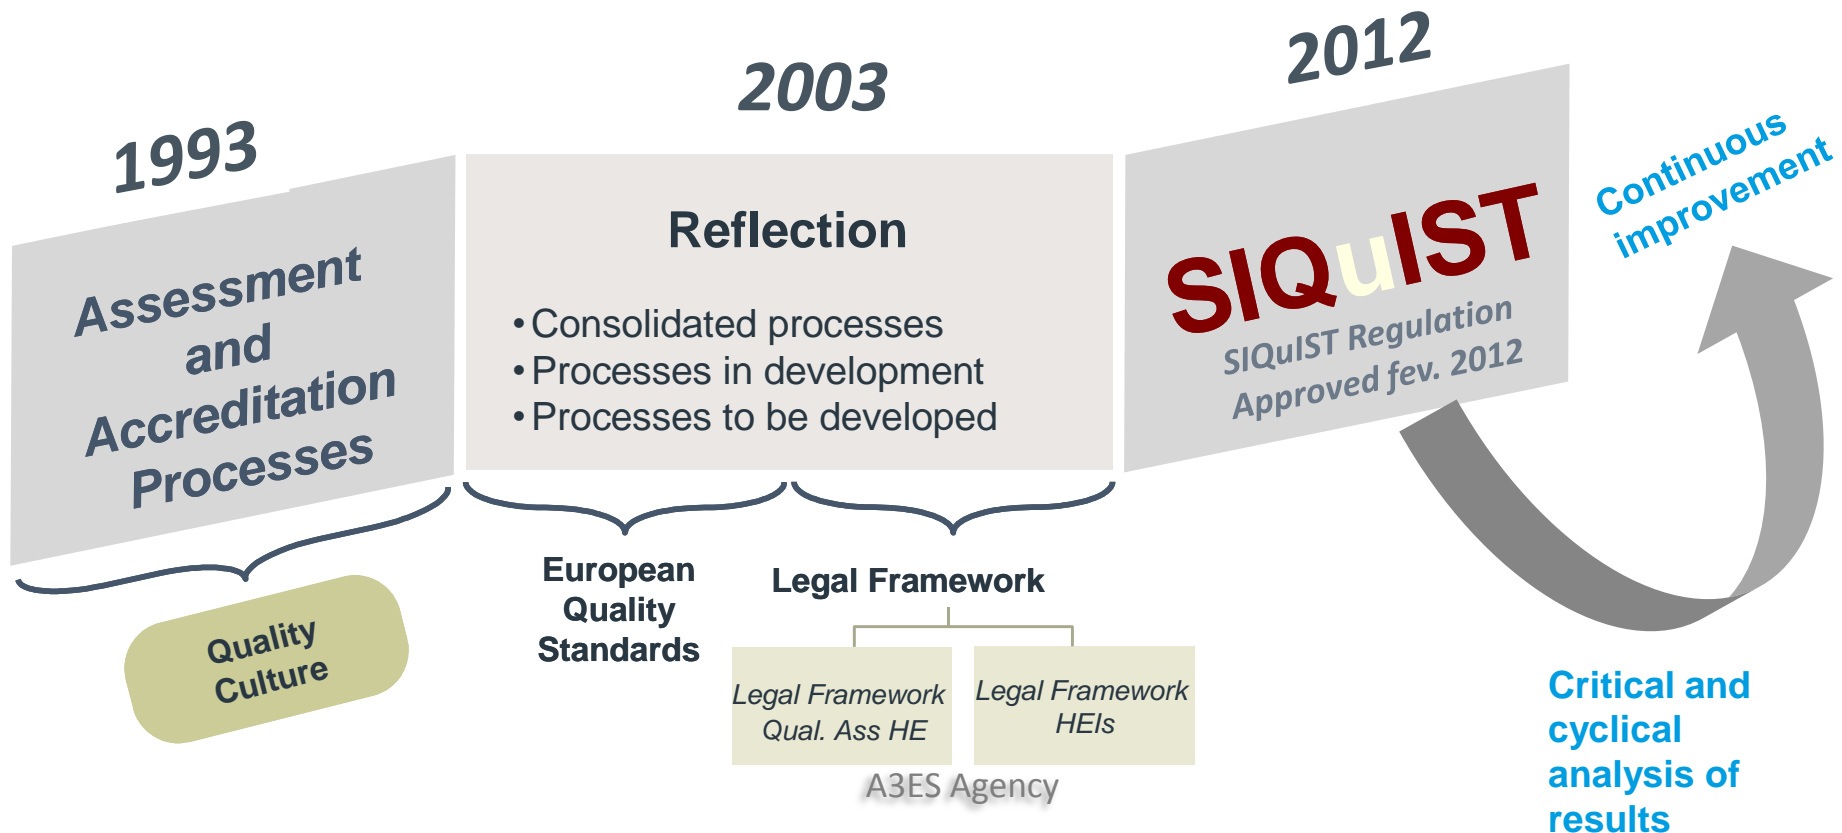 1993
Assessment
and
Accreditation
Processes
Quality
Culture
2003
Reflection
• Consolidated processes
• Processes in development
• Processes to be developed
European
Quality
Standards
Legal Framework
Legal Framework
Qual. Ass HE
Legal Framework
HEIs
A3ES Agency
2012
SIQuIST
SIQuIST Regulation
Approved fev. 2012
Continuous
improvement
Critical and
cyclical
analysis of
results